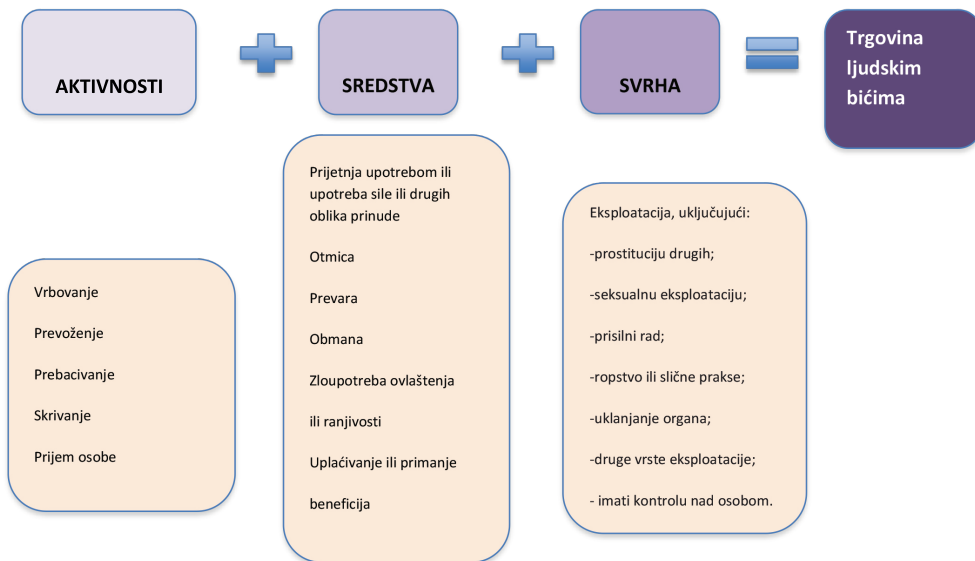 AKTIVNOSTI
SREDSTVA
SVRHA
Trgovina
ljudskim
bićima
Vrbovanje
Prevoženje
Prebacivanje
Skrivanje
Prijem osobe
Prijetnja upotrebom ili
upotreba sile ili drugih
oblika prinude
Otmica
Prevara
Obmana
Zloupotreba ovlaštenja
ili ranjivosti
Uplaćivanje ili primanje
beneficija
Eksploatacija, uključujući:
-prostituciju drugih;
-seksualnu eksploataciju;
-prisilni rad;
-ropstvo ili slične prakse;
-uklanjanje organa;
-druge vrste eksploatacije;
- imati kontrolu nad osobom.